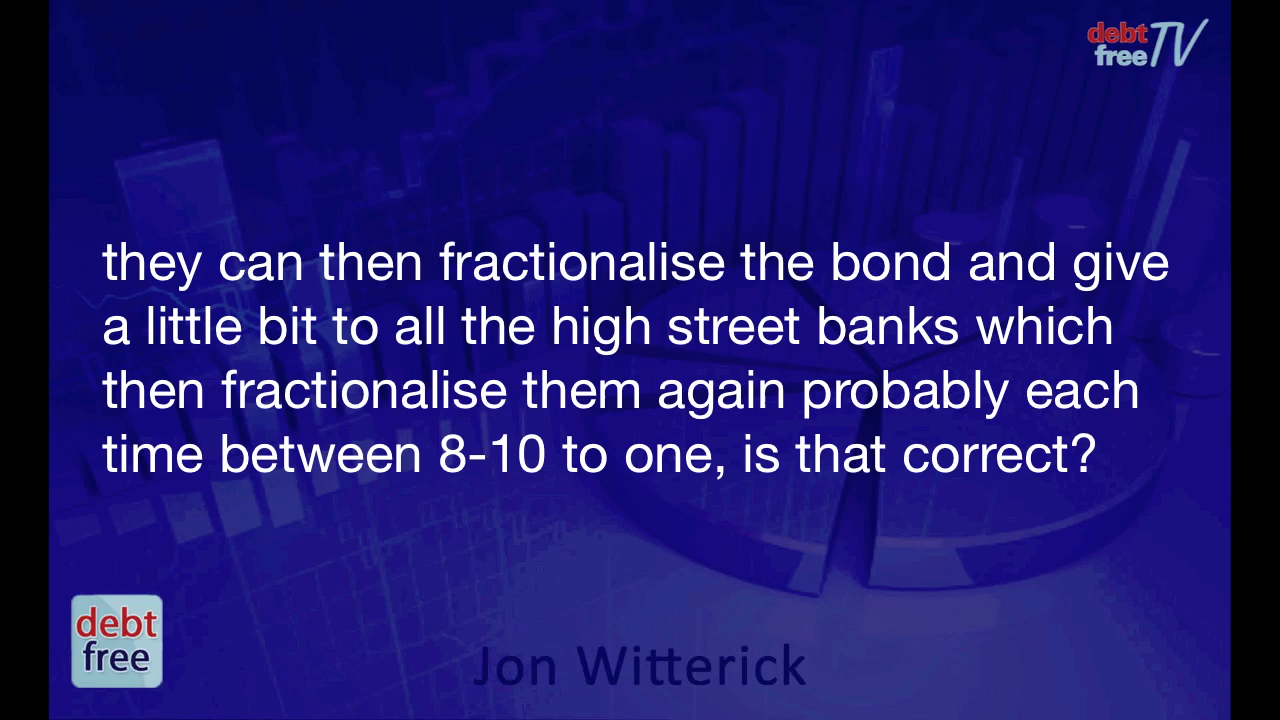 debt
free TV
they can then fractionalise the bond and give
a little bit to all the high street banks which
then fractionalise them again probably each
time between 8-10 to one, is that correct?
debt
free
Jon Witterick